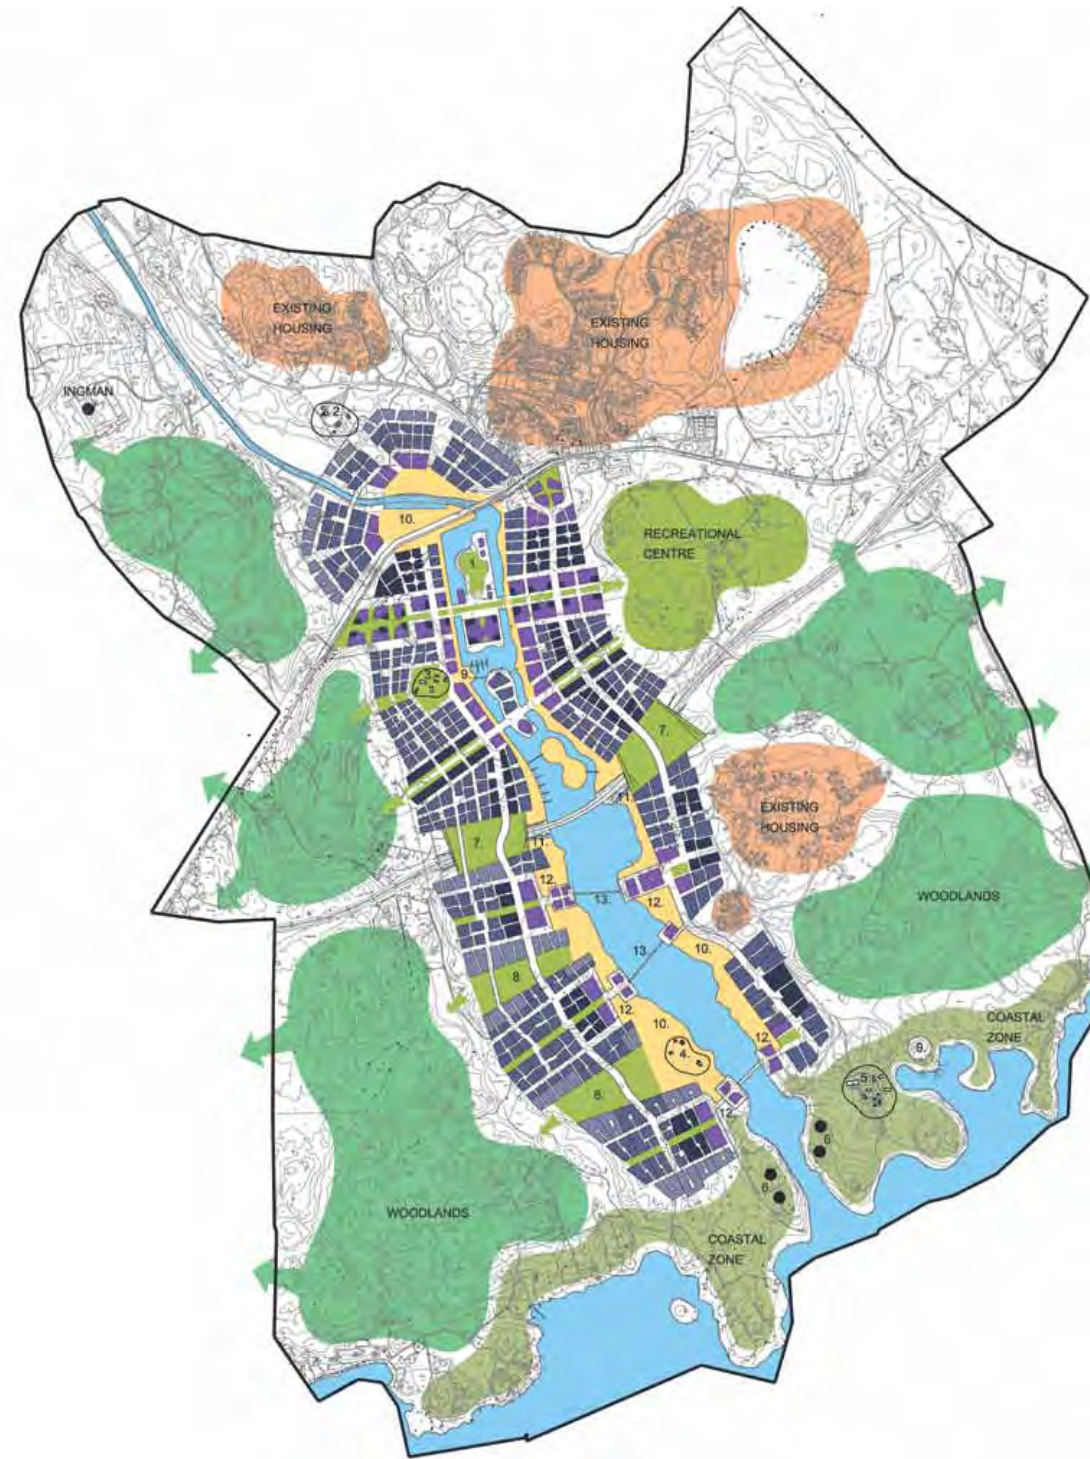 EXISTING
HOUSING
EXISTING
HOUSING
INGMAN
2.
10.
RECREATIONAL
CENTRE
1.
3.
9.
7.
EXISTING
HOUSING
11.
7.
11.
12.
13.
12.
WOODLANDS
13.
10.
8.
12.
10.
4.
12.
COASTAL
ZONE
9.
5.
8.
12.
6.
6.
WOODLANDS
COASTAL
ZONE